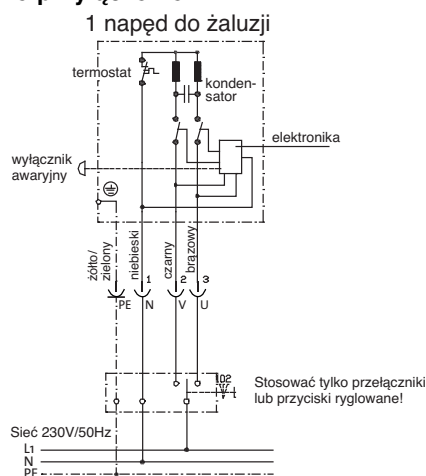 1 napęd do żaluzji
termostat
konden-
sator
elektronika
wyłącznik
awaryjny
żółto/
zielony
niebieski
czarny
brązowy
1
2
3
PE
N
V
U
Stosować tylko przełączniki
lub przyciski ryglowane!
Sieć 230V/50Hz
L1
N
PE